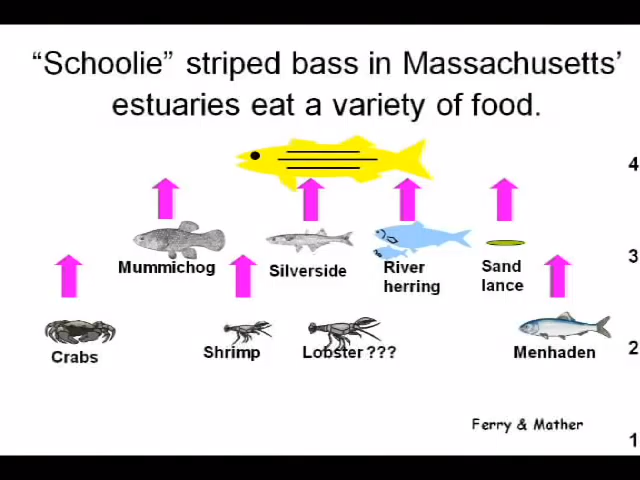 “Schoolie” striped bass in Massachusetts’
estuaries eat a variety of food.
4
Mummichog
Silverside
River
herring
Sand
lance
3
Crabs
Shrimp
Lobster ???
Menhaden
2
Ferry & Mather
1